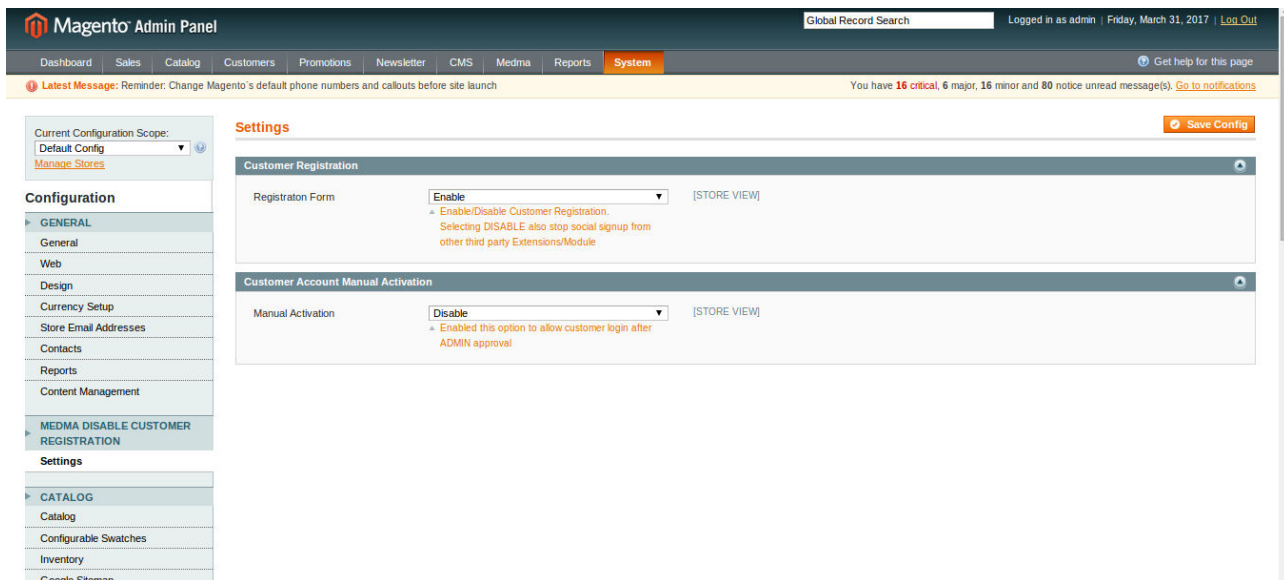 Magento Admin Panel
Global Record Search
Logged in as admin | Friday, March 31, 2017 | Log Out
Dashboard Sales Catalog Customers Promotions Newsletter CMS Medma Reports System
Get help for this page
Latest Message: Reminder: Change Magento`s default phone numbers and callouts before site launch
You have 16 critical, 6 major, 16 minor and 80 notice unread message(s). Go to notifications
Current Configuration Scope:
Default Config
Manage Stores
Configuration
GENERAL
General
Web
Design
Currency Setup
Store Email Addresses
Contacts
Reports
Content Management
MEDMA DISABLE CUSTOMER
REGISTRATION
Settings
CATALOG
Catalog
Configurable Swatches
Inventory
Google Sitemap
Settings
Save Config
Customer Registration
Registraton Form
Enable
[STORE VIEW]
Enable/Disable Customer Registration.
Selecting DISABLE also stop social signup from
other third party Extensions/Module
Customer Account Manual Activation
Manual Activation
Disable
[STORE VIEW]
Enabled this option to allow customer login after
ADMIN approval